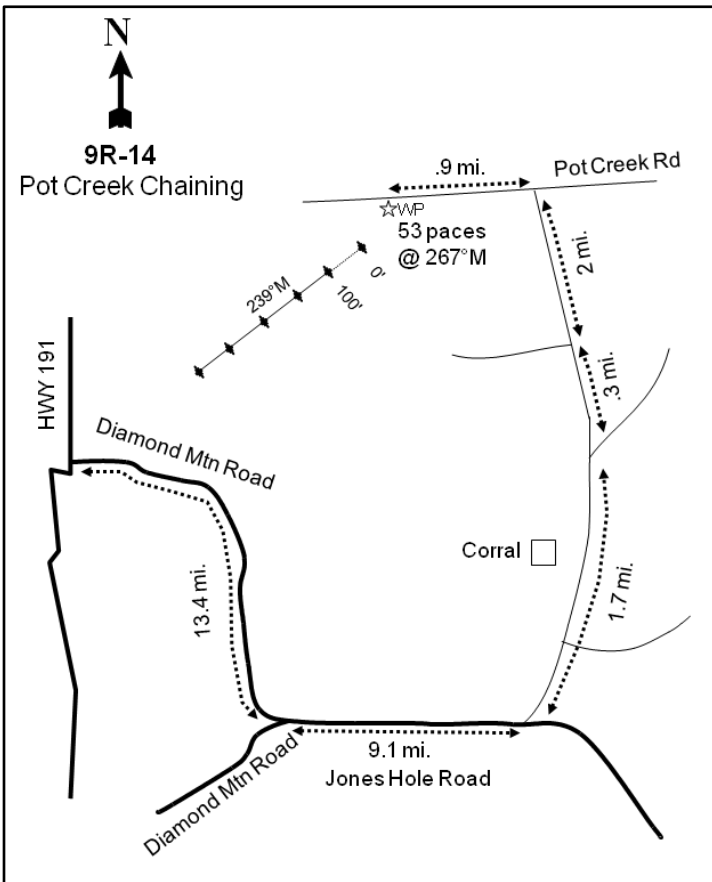 N
9R-14
Pot Creek Chaining
.9 mi.
Pot Creek Rd
WP
53 paces
@ 267°M
2 mi.
239°M
0'
100'
HWY 191
.3 mi.
Diamond Mtn Road
Corral
13.4 mi.
1.7 mi.
9.1 mi.
Jones Hole Road
Diamond Mtn Road